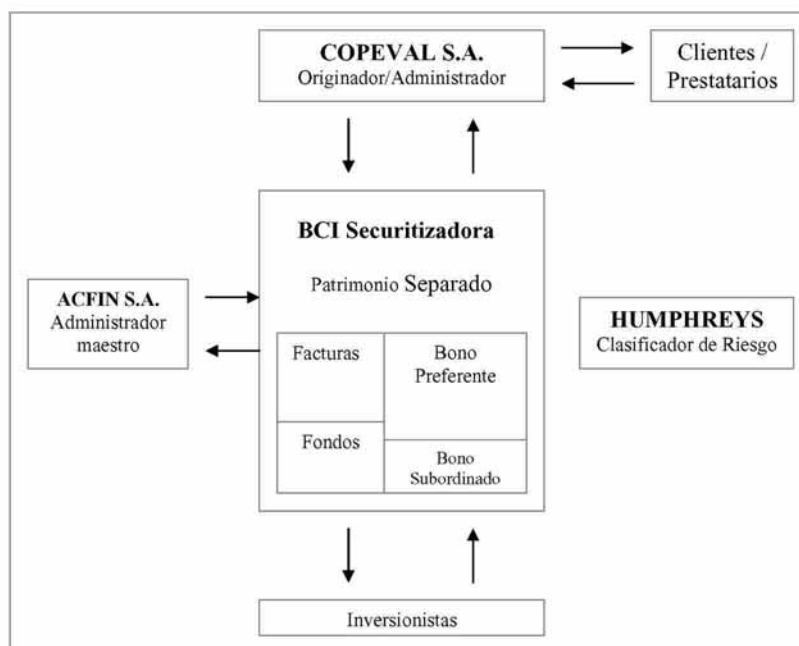 COPEVAL S.A.
Originador/Administrador
Clientes /
Prestatarios
BCI Securitizadora
Patrimonio Separado
ACFIN S.A.
Administrador
maestro
HUMPHREYS
Clasificador de Riesgo
Facturas
Bono
Preferente
Fondos
Bono
Subordinado
Inversionistas